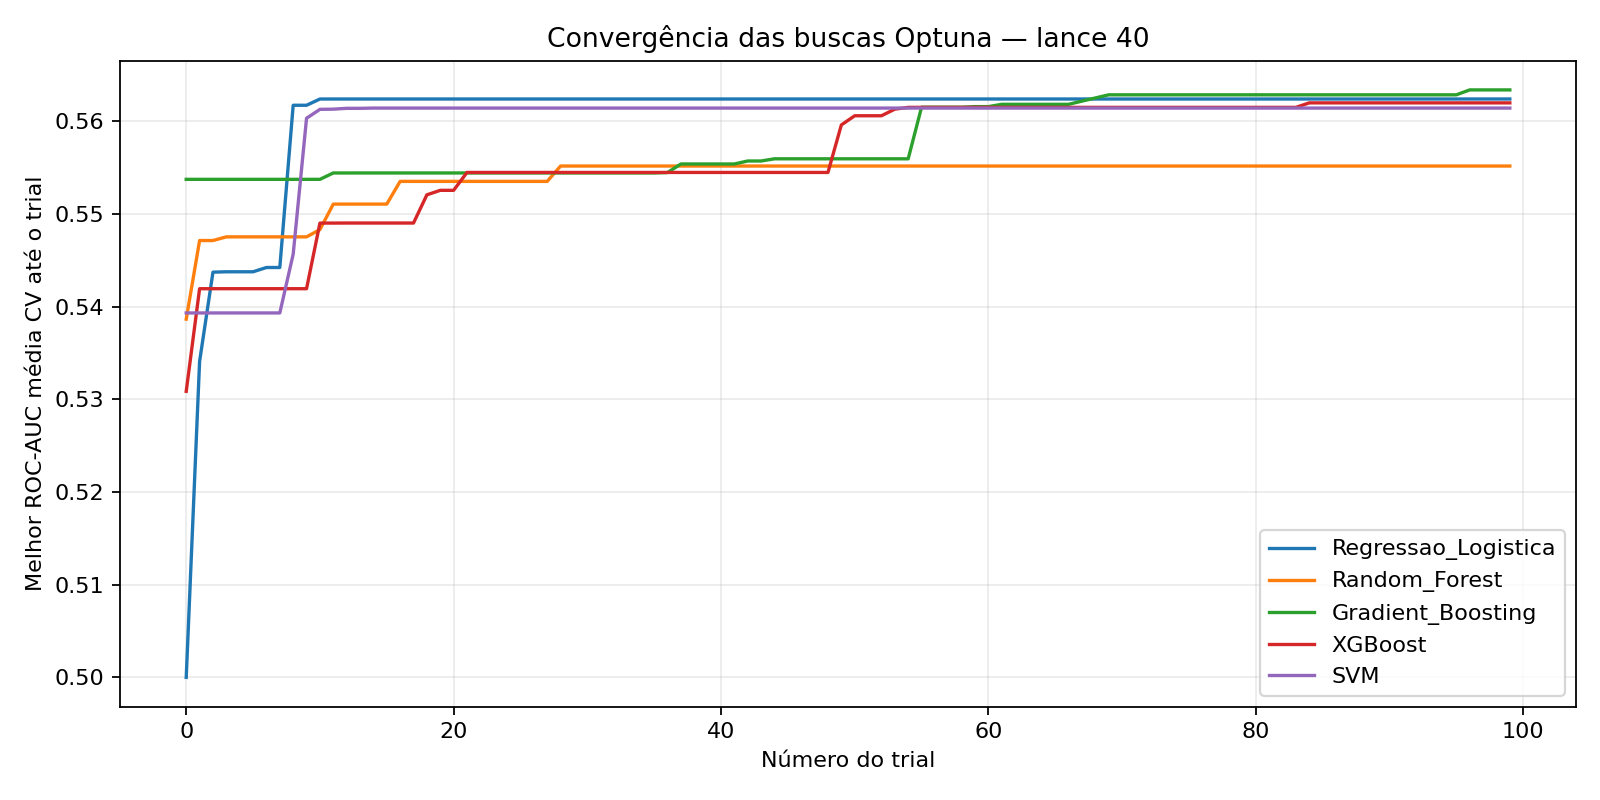 Convergência das buscas Optuna — lance 40
Melhor ROC-AUC média CV até o trial
0.56
0.55
0.54
0.53
0.52
0.51
0.50
0 20 40 60 80 100
Número do trial
Regressao_Logistica
Random_Forest
Gradient_Boosting
XGBoost
SVM